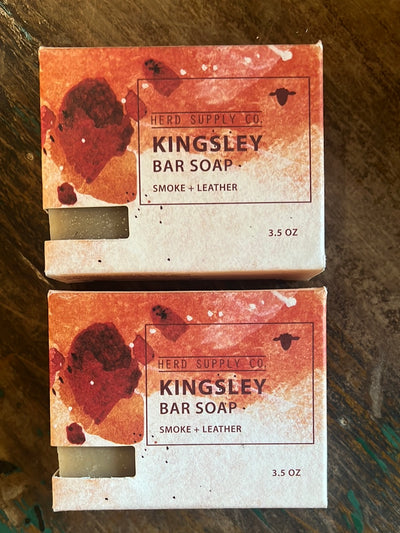 HERD SUPPLY CO.
KINGSLEY
BAR SOAP
SMOKE + LEATHER
3.5 OZ
HERD SUPPLY CO.
KINGSLEY
BAR SOAP
SMOKE + LEATHER
3.5 OZ